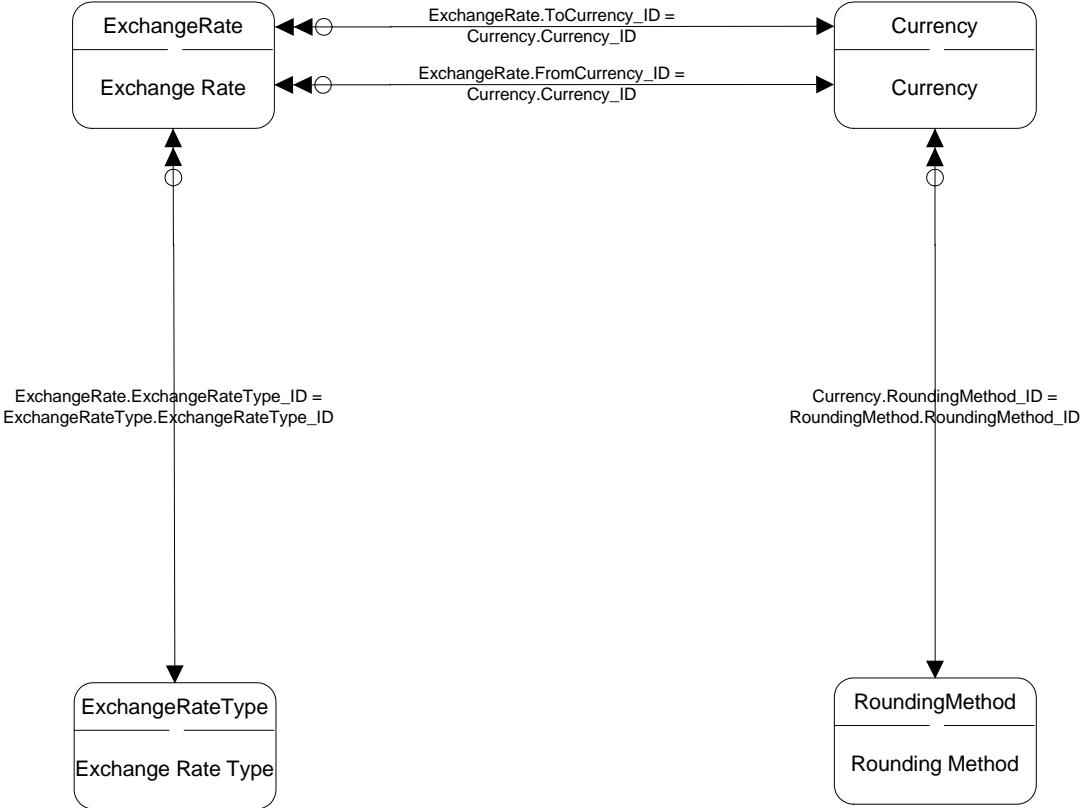 ExchangeRate
Exchange Rate
ExchangeRate.ToCurrency_ID =
Currency.Currency_ID
ExchangeRate.FromCurrency_ID =
Currency.Currency_ID
Currency
Currency
ExchangeRate.ExchangeRateType_ID =
ExchangeRateType.ExchangeRateType_ID
Currency.RoundingMethod_ID =
RoundingMethod.RoundingMethod_ID
ExchangeRateType
Exchange Rate Type
RoundingMethod
Rounding Method